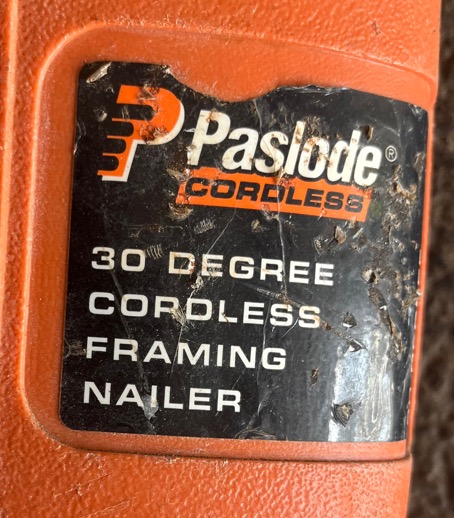 Paslode®
CORDLESS
30 DEGREE
CORDLESS
FRAMING
NAILER